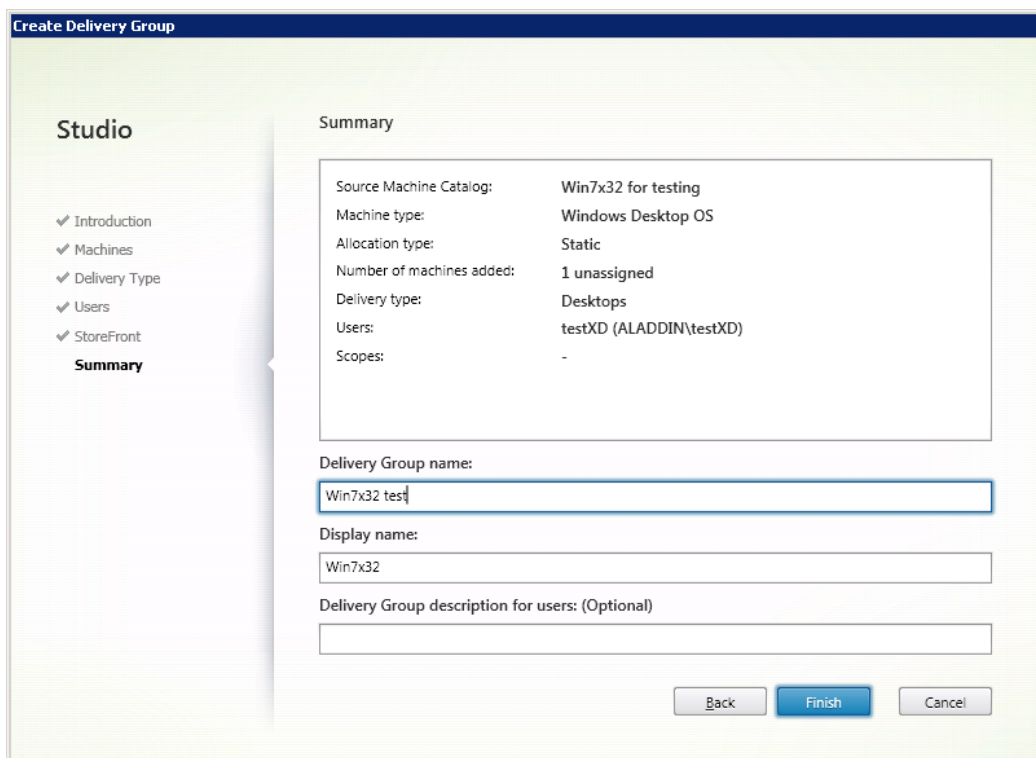 Create Delivery Group
Studio
Introduction
Machines
Delivery Type
Users
StoreFront
Summary
Summary
Source Machine Catalog: Win7x32 for testing
Machine type: Windows Desktop OS
Allocation type: Static
Number of machines added: 1 unassigned
Delivery type: Desktops
Users: testXD (ALADDIN\testXD)
Scopes: -
Delivery Group name:
Win7x32 test
Display name:
Win7x32
Delivery Group description for users: (Optional)
Back Finish Cancel